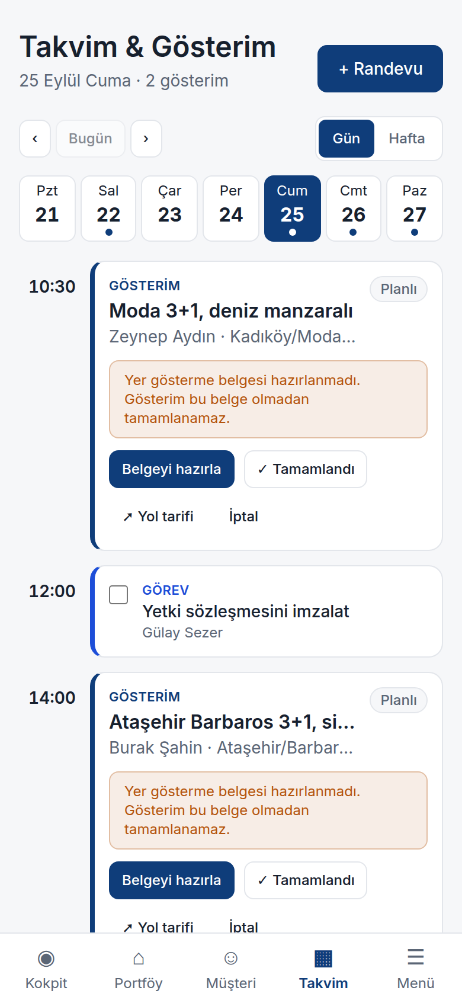 Takvim & Gösterim
25 Eylül Cuma · 2 gösterim
+ Randevu
‹ Bugün ›
Gün Hafta
Pzt Sal Çar Per Cum Cmt Paz
21 22 23 24 25 26 27
10:30
GÖSTERİM
Planlı
Moda 3+1, deniz manzaralı
Zeynep Aydın · Kadıköy/Moda...
Yer gösterme belgesi hazırlanmadı.
Gösterim bu belge olmadan
tamamlanamaz.
Belgeyi hazırla ✓ Tamamlandı
↗ Yol tarifi İptal
12:00
GÖREV
Yetki sözleşmesini imzalat
Gülay Sezer
14:00
GÖSTERİM
Planlı
Ataşehir Barbaros 3+1, si...
Burak Şahin · Ataşehir/Barbar...
Yer gösterme belgesi hazırlanmadı.
Gösterim bu belge olmadan
tamamlanamaz.
Belgeyi hazırla ✓ Tamamlandı
↗ Yol tarifi İptal
Kokpit Portföy Müşteri Takvim Menü